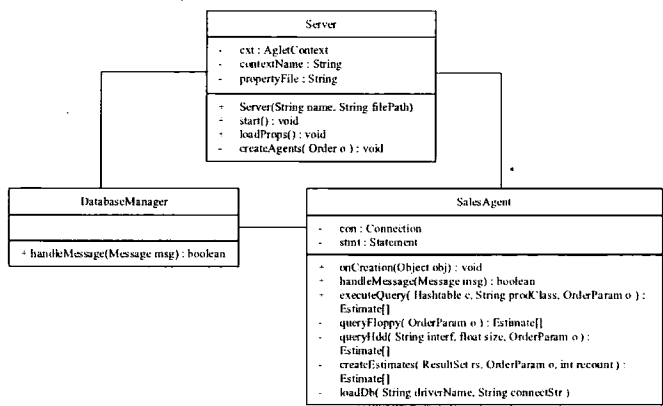 Server
- cxt : AgletContext
- contextName : String
- propertyFile : String
+ Server(String name, String filePath)
+ start() : void
+ loadProps() : void
- createAgents( Order o ) : void
DatabaseManager
+ handleMessage(Message msg) : boolean
*
SalesAgent
- con : Connection
- stmt : Statement
+ onCreation(Object obj) : void
+ handleMessage(Message msg) : boolean
+ executeQuery( Hashtable c, String prodClass, OrderParam o ) :
Estimate[]
- queryFloppy( OrderParam o ) : Estimate[]
- queryHdd( String interf, float size, OrderParam o ) :
Estimate[]
- createEstimates( ResultSet rs, OrderParam o, int recount ) :
Estimate[]
- loadDb( String driverName, String connectStr )